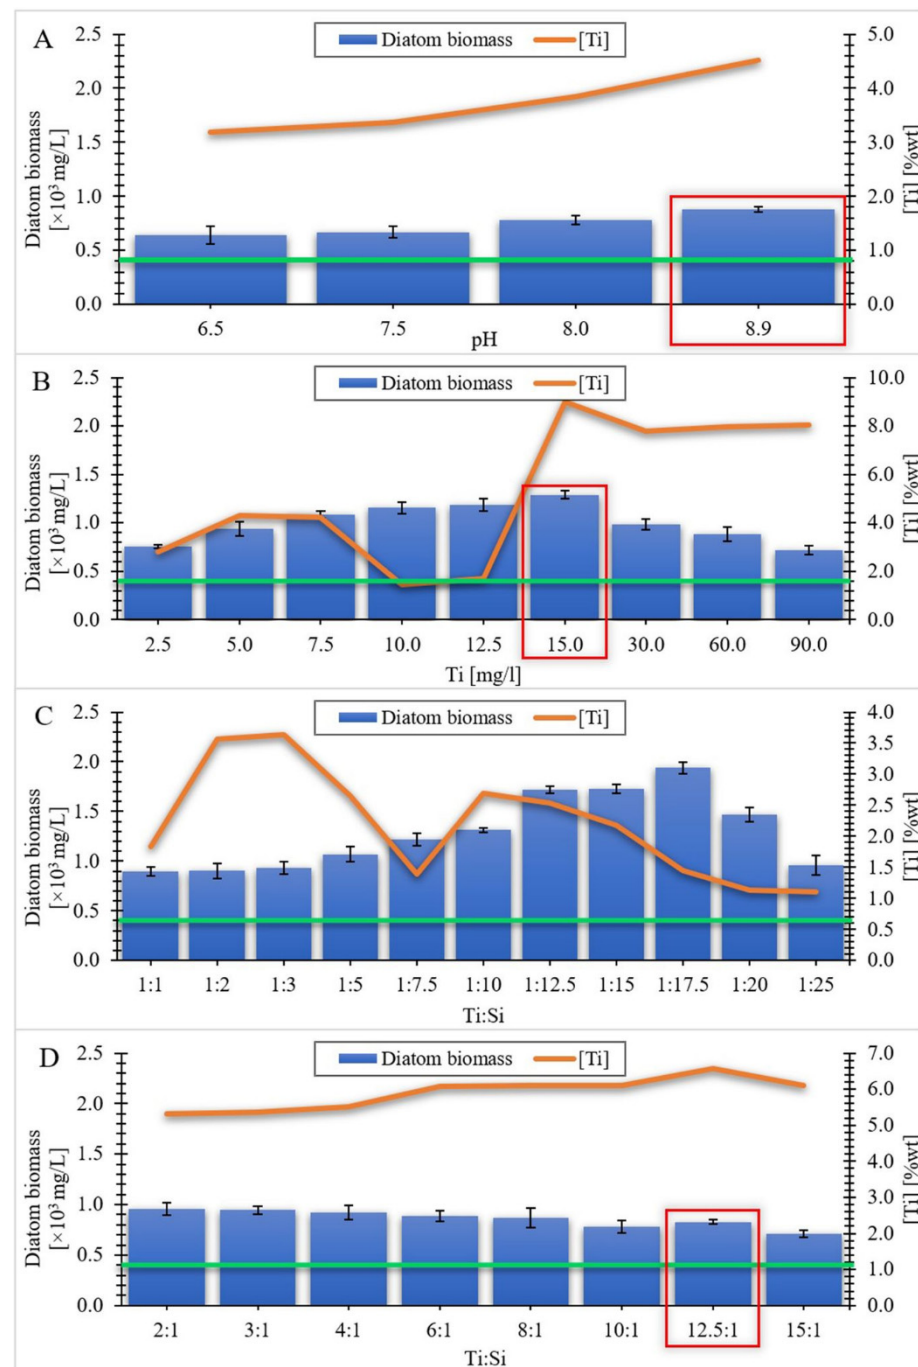 A
Diatom biomass [Ti]
Diatom biomass
[×10³ mg/L]
2.5
2.0
1.5
1.0
0.5
0.0
5.0
4.0
3.0
2.0
1.0
0.0
[Ti] [%wt]
6.5 7.5 8.0 8.9
pH
B
Diatom biomass [Ti]
Diatom biomass
[×10³ mg/L]
2.5
2.0
1.5
1.0
0.5
0.0
10.0
8.0
6.0
4.0
2.0
0.0
[Ti] [%wt]
2.5 5.0 7.5 10.0 12.5 15.0 30.0 60.0 90.0
Ti [mg/l]
C
Diatom biomass [Ti]
Diatom biomass
[×10³ mg/L]
2.5
2.0
1.5
1.0
0.5
0.0
4.0
3.5
3.0
2.5
2.0
1.5
1.0
0.5
0.0
[Ti] [%wt]
1:1 1:2 1:3 1:5 1:7.5 1:10 1:12.5 1:15 1:17.5 1:20 1:25
Ti:Si
D
Diatom biomass [Ti]
Diatom biomass
[×10³ mg/L]
2.5
2.0
1.5
1.0
0.5
0.0
7.0
6.0
5.0
4.0
3.0
2.0
1.0
0.0
[Ti] [%wt]
2:1 3:1 4:1 6:1 8:1 10:1 12.5:1 15:1
Ti:Si